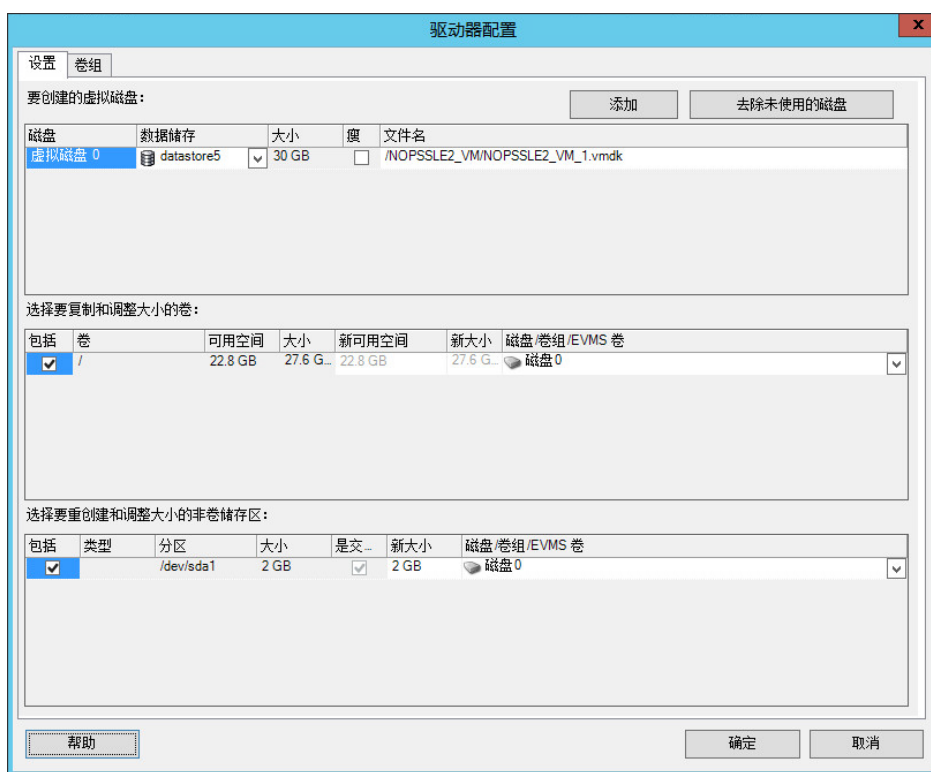 驱动器配置
x
设置 卷组
要创建的虚拟磁盘：
添加 去除未使用的磁盘
磁盘 数据储存 大小 瘦 文件名
虚拟磁盘 0 datastore5 30 GB /NOPSSLE2_VM/NOPSSLE2_VM_1.vmdk
选择要复制和调整大小的卷：
包括 卷 可用空间 大小 新可用空间 新大小 磁盘/卷组/EVMS 卷
/ 22.8 GB 27.6 G... 22.8 GB 27.6 G... 磁盘0
选择要重创建和调整大小的非卷储存区：
包括 类型 分区 大小 是交... 新大小 磁盘/卷组/EVMS 卷
/dev/sda1 2 GB 2 GB 磁盘0
帮助 确定 取消